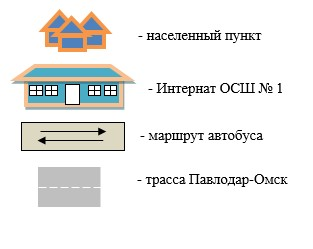 - населенный пункт
- Интернат ОСШ № 1
- маршрут автобуса
- трасса Павлодар-Омск